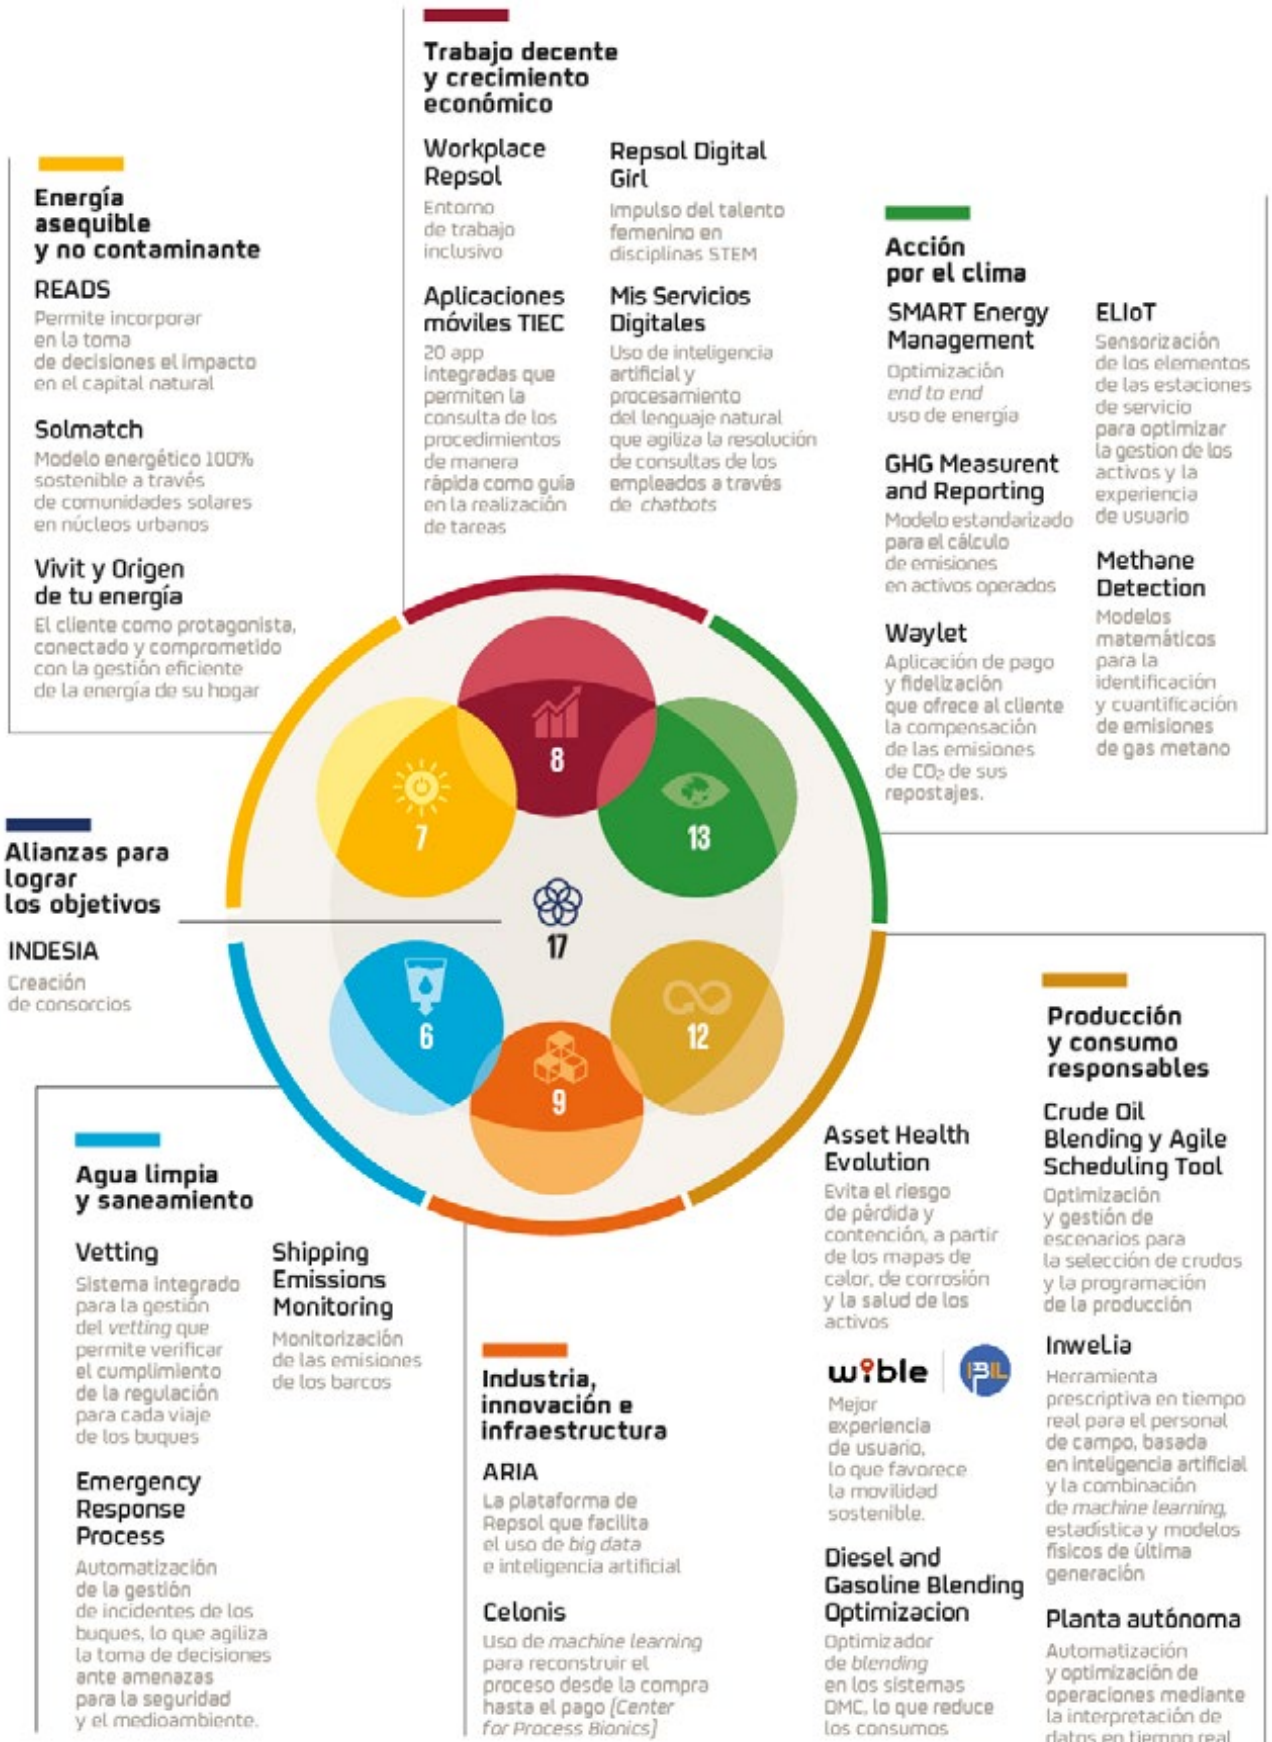 Trabajo decente
y crecimiento
económico
Workplace
Repsol
Entorno
de trabajo
inclusivo
Repsol Digital
Girl
Impulso del talento
femenino en
disciplinas STEM
Aplicaciones
móviles TIEC
20 app
integradas que
permiten la
consulta de los
procedimientos
de manera
rápida como guía
en la realización
de tareas
Mis Servicios
Digitales
Uso de inteligencia
artificial y
procesamiento
del lenguaje natural
que agiliza la resolución
de consultas de los
empleados a través
de chatbots
Energía
asequible
y no contaminante
READS
Permite incorporar
en la toma
de decisiones el impacto
en el capital natural
Solmatch
Modelo energético 100%
sostenible a través
de comunidades solares
en núcleos urbanos
Vivit y Origen
de tu energía
El cliente como protagonista,
conectado y comprometido
con la gestión eficiente
de la energía de su hogar
Acción
por el clima
SMART Energy
Management
Optimización
end to end
uso de energía
GHG Measurent
and Reporting
Modelo estandarizado
para el cálculo
de emisiones
en activos operados
Waylet
Aplicación de pago
y fidelización
que ofrece al cliente
la compensación
de las emisiones
de CO₂ de sus
repostajes.
ELIoT
Sensorización
de los elementos
de las estaciones
de servicio
para optimizar
la gestion de los
activos y la
experiencia
de usuario
Methane
Detection
Modelos
matemáticos
para la
identificación
y cuantificación
de emisiones
de gas metano
8
7
13
17
6
12
9
Alianzas para
lograr
los objetivos
INDESIA
Creación
de consorcios
Agua limpia
y saneamiento
Vetting
Sistema integrado
para la gestión
del vetting que
permite verificar
el cumplimiento
de la regulación
para cada viaje
de los buques
Shipping
Emissions
Monitoring
Monitorización
de las emisiones
de los barcos
Emergency
Response
Process
Automatización
de la gestión
de incidentes de los
buques, lo que agiliza
la toma de decisiones
ante amenazas
para la seguridad
y el medioambiente.
Industria,
innovación e
infraestructura
ARIA
La plataforma de
Repsol que facilita
el uso de big data
e inteligencia artificial
Celonis
Uso de machine learning
para reconstruir el
proceso desde la compra
hasta el pago (Center
for Process Bionics)
Producción
y consumo
responsables
Asset Health
Evolution
Evita el riesgo
de pérdida y
contención, a partir
de los mapas de
calor, de corrosión
y la salud de los
activos
wible
IBIL
Mejor
experiencia
de usuario,
lo que favorece
la movilidad
sostenible.
Diesel and
Gasoline Blending
Optimizacion
Optimizador
de blending
en los sistemas
DMC, lo que reduce
los consumos
Crude Oil
Blending y Agile
Scheduling Tool
Optimización
y gestión de
escenarios para
la selección de crudos
y la programación
de la producción
Inwelia
Herramienta
prescriptiva en tiempo
real para el personal
de campo, basada
en inteligencia artificial
y la combinación
de machine learning,
estadística y modelos
físicos de última
generación
Planta autónoma
Automatización
y optimización de
operaciones mediante
la interpretación de
datos en tiempo real